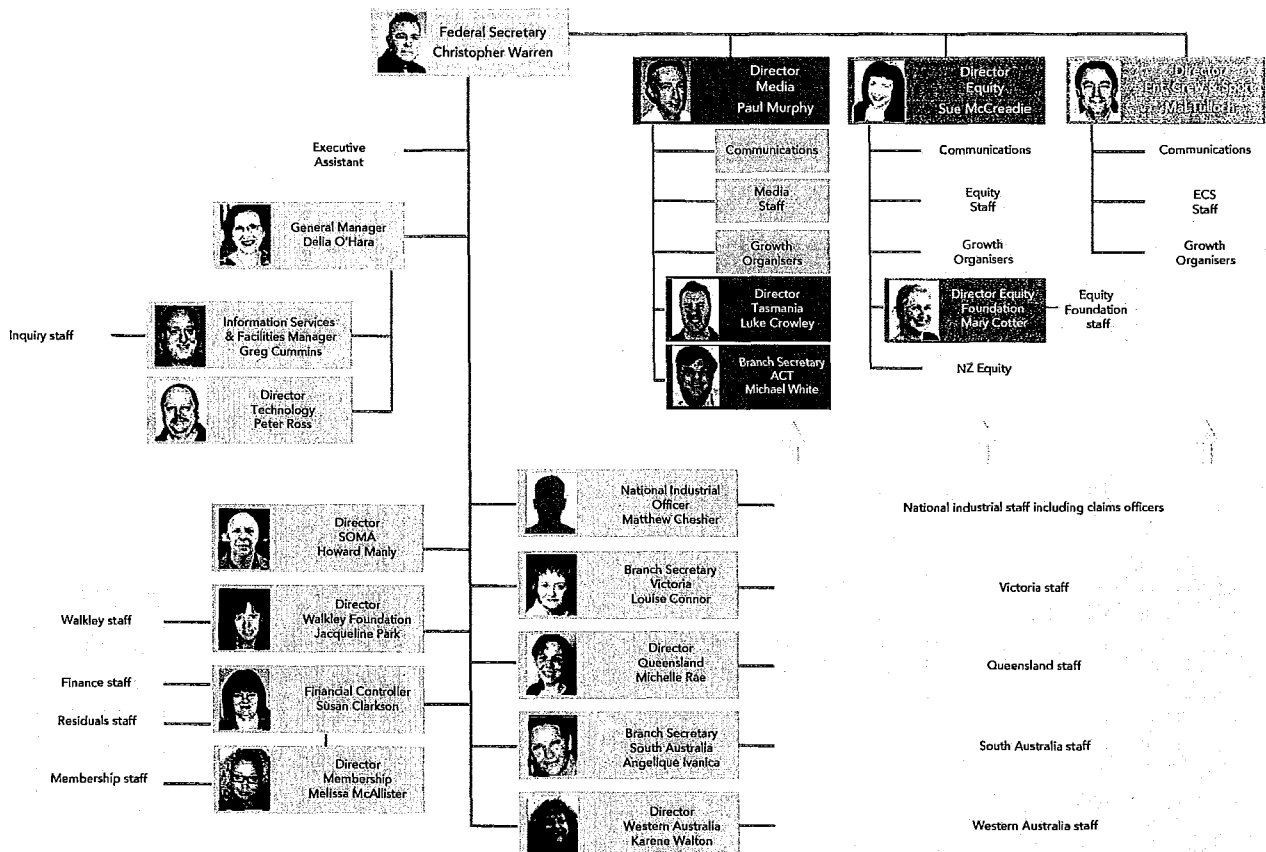 Federal Secretary
Christopher Warren
Director
Media
Paul Murphy
Director
Equity
Sue McCreadie
Director
Ent, Crew & Sport
Mal Tulloch
Executive
Assistant
Communications
Communications
Communications
Media
Staff
Equity
Staff
ECS
Staff
General Manager
Delia O'Hara
Growth
Organisers
Growth
Organisers
Growth
Organisers
Director
Tasmania
Luke Crowley
Director Equity
Foundation
Mary Cotter
Equity
Foundation
staff
Inquiry staff
Information Services
& Facilities Manager
Greg Cummins
Branch Secretary
ACT
Michael White
NZ Equity
Director
Technology
Peter Ross
National Industrial
Officer
Matthew Chesher
National industrial staff including claims officers
Director
SOMA
Howard Manly
Branch Secretary
Victoria
Louise Connor
Victoria staff
Walkley staff
Director
Walkley Foundation
Jacqueline Park
Director
Queensland
Michelle Rae
Queensland staff
Finance staff
Residuals staff
Financial Controller
Susan Clarkson
Branch Secretary
South Australia
Angelique Ivanica
South Australia staff
Membership staff
Director
Membership
Melissa McAllister
Director
Western Australia
Karene Walton
Western Australia staff